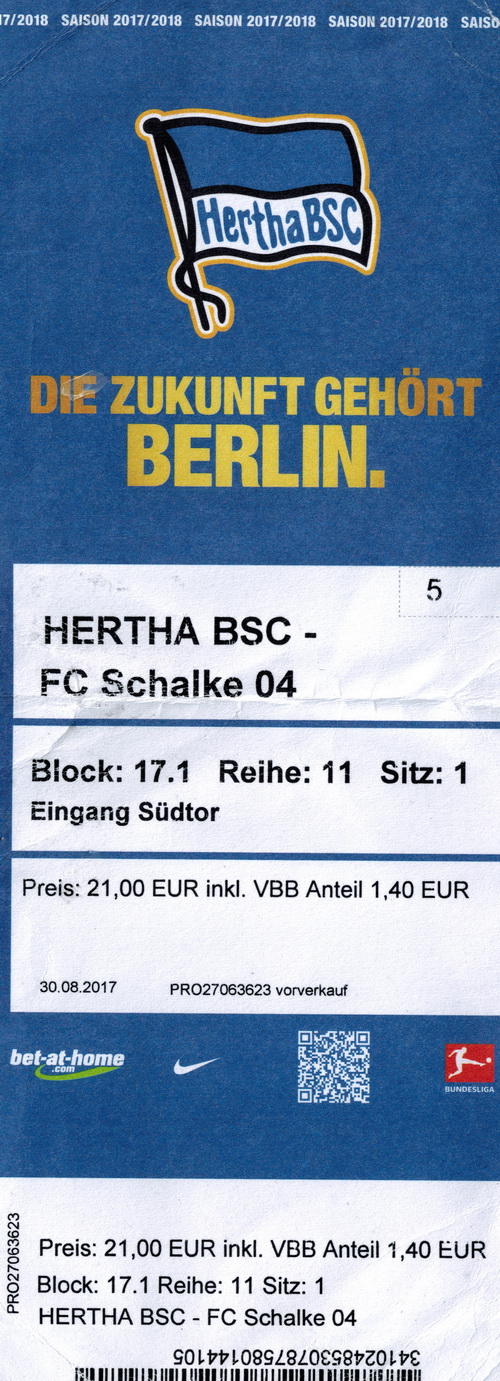 17/2018 SAISON 2017/2018 SAISON 2017/2018 SAISON 2017/2018 SAISO
HerthaBSC
DIE ZUKUNFT GEHÖRT
BERLIN.
5
HERTHA BSC -
FC Schalke 04
Block: 17.1 Reihe: 11 Sitz: 1
Eingang Südtor
Preis: 21,00 EUR inkl. VBB Anteil 1,40 EUR
30.08.2017 PRO27063623 vorverkauf
bet-at-home
.com
BUNDESLIGA
PRO27063623
Preis: 21,00 EUR inkl. VBB Anteil 1,40 EUR
Block: 17.1 Reihe: 11 Sitz: 1
HERTHA BSC - FC Schalke 04